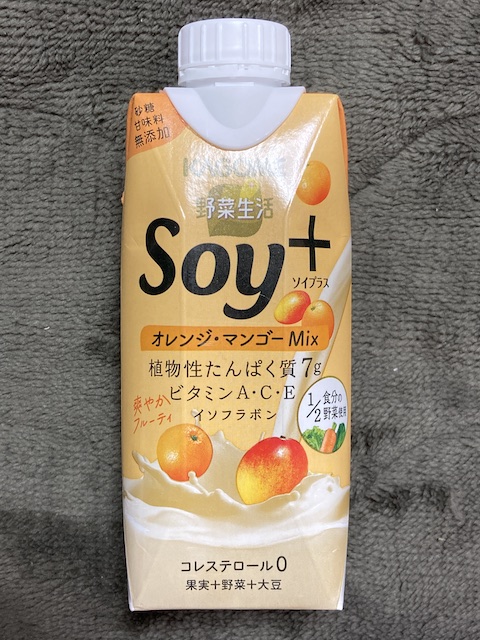 砂糖
甘味料
無添加
KAGOME
野菜生活
Soy+
ソイプラス
オレンジ・マンゴーMix
植物性たんぱく質7g
ビタミンA・C・E
イソフラボン
爽やか
フルーティ
1/2食分の
野菜使用
コレステロール0
果実+野菜+大豆